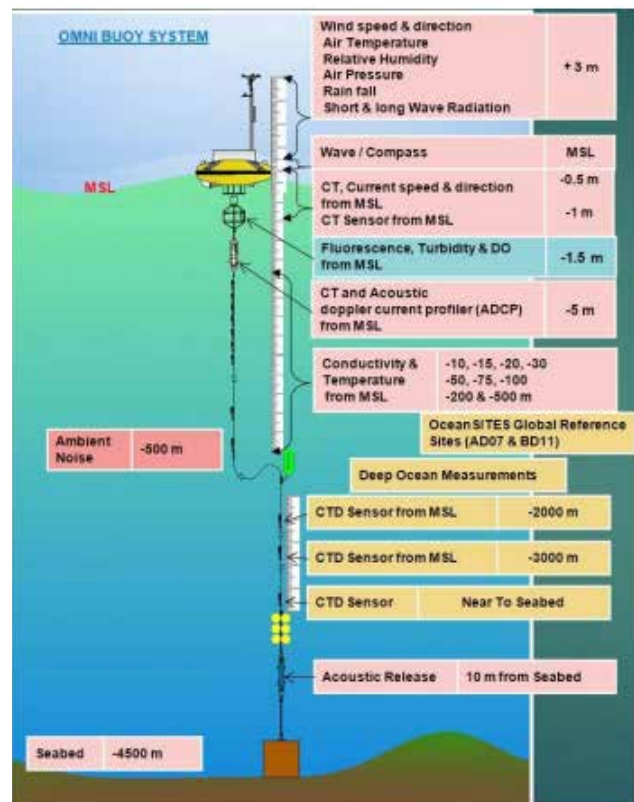 OMNI BUOY SYSTEM
Wind speed & direction
Air Temperature
Relative Humidity
Air Pressure
Rain fall
Short & long Wave Radiation
+ 3 m
Wave / Compass
MSL
MSL
CT, Current speed & direction
from MSL
CT Sensor from MSL
-0.5 m
-1 m
Fluorescence, Turbidity & DO
from MSL
-1.5 m
CT and Acoustic
doppler current profiler (ADCP)
from MSL
-5 m
Conductivity &
Temperature
from MSL
-10, -15, -20, -30
-50, -75, -100
-200 & -500 m
OceanSITES Global Reference
Sites (AD07 & BD11)
Ambient
Noise
-500 m
Deep Ocean Measurements
CTD Sensor from MSL
-2000 m
CTD Sensor from MSL
-3000 m
CTD Sensor
Near To Seabed
Acoustic Release
10 m from Seabed
Seabed
-4500 m